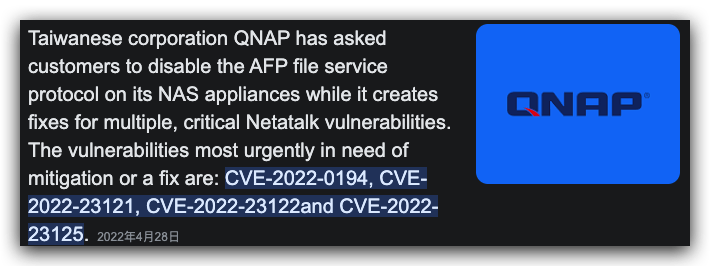 Taiwanese corporation QNAP has asked
customers to disable the AFP file service
protocol on its NAS appliances while it creates
fixes for multiple, critical Netatalk vulnerabilities.
The vulnerabilities most urgently in need of
mitigation or a fix are: CVE-2022-0194, CVE-
2022-23121, CVE-2022-23122and CVE-2022-
23125. 2022年4月28日
QNAP®